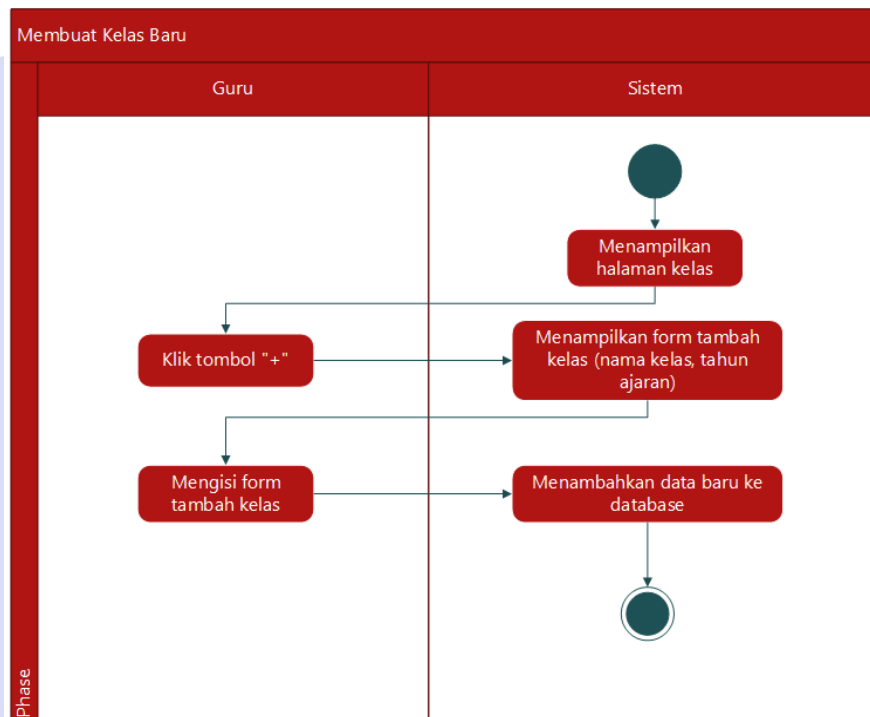 Membuat Kelas Baru
Guru
Sistem
Menampilkan
halaman kelas
Klik tombol "+"
Menampilkan form tambah
kelas (nama kelas, tahun
ajaran)
Mengisi form
tambah kelas
Menambahkan data baru ke
database
Phase